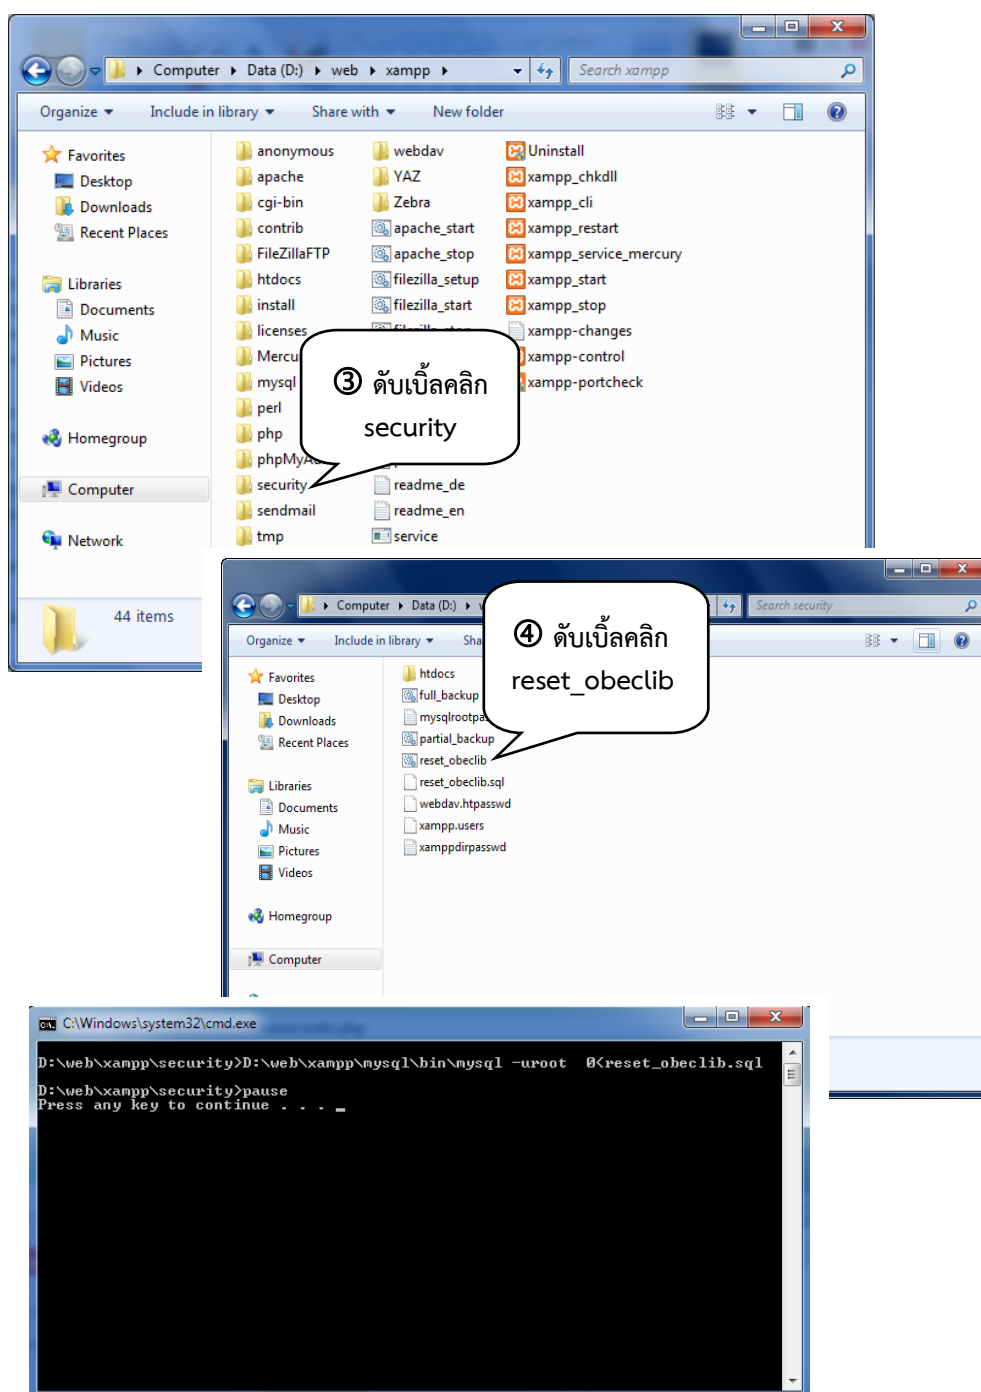 Computer ▸ Data (D:) ▸ web ▸ xampp ▸
Search xampp
Organize
Include in library
Share with
New folder
Favorites
Desktop
Downloads
Recent Places
Libraries
Documents
Music
Pictures
Videos
Homegroup
Computer
Network
anonymous
apache
cgi-bin
contrib
FileZillaFTP
htdocs
install
licenses
mysql
perl
php
security
sendmail
tmp
webdav
YAZ
Zebra
apache_start
apache_stop
filezilla_setup
filezilla_start
readme_de
readme_en
service
Uninstall
xampp_chkdll
xampp_cli
xampp_restart
xampp_service_mercury
xampp_start
xampp_stop
xampp-changes
xampp-control
xampp-portcheck
③ ดับเบิ้ลคลิก
security
44 items
Computer ▸ Data (D:) ▸
Search security
Organize
Include in library
Favorites
Desktop
Downloads
Recent Places
Libraries
Documents
Music
Pictures
Videos
Homegroup
Computer
htdocs
full_backup
partial_backup
reset_obeclib
reset_obeclib.sql
webdav.htpasswd
xampp.users
xamppdirpasswd
④ ดับเบิ้ลคลิก
reset_obeclib
C:\Windows\system32\cmd.exe
D:\web\xampp\security>D:\web\xampp\mysql\bin\mysql -uroot  0<reset_obeclib.sql
D:\web\xampp\security>pause
Press any key to continue . . . _